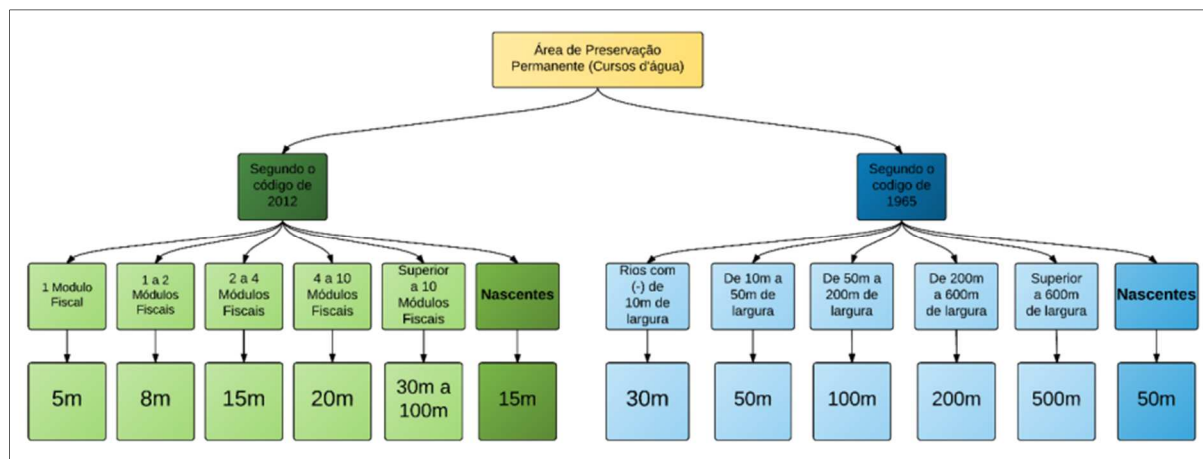 Área de Preservação
Permanente (Cursos d'água)
Segundo o
código de
2012
Segundo o
codigo de
1965
1 Modulo
Fiscal
1 a 2
Módulos
Fiscais
2 a 4
Módulos
Fiscais
4 a 10
Módulos
Fiscais
Superior
a 10
Módulos
Fiscais
Nascentes
Rios com
(-) de
10m de
largura
De 10m a
50m de
largura
De 50m a
200m de
largura
De 200m
a 600m
de largura
Superior
a 600m
de largura
Nascentes
5m
8m
15m
20m
30m a
100m
15m
30m
50m
100m
200m
500m
50m